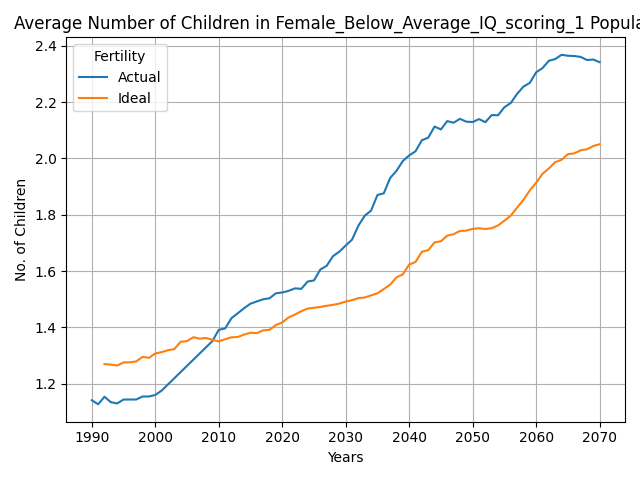 Average Number of Children in Female_Below_Average_IQ_scoring_1 Popula
2.4
2.2
2.0
1.8
1.6
1.4
1.2
No. of Children
Fertility
Actual
Ideal
1990 2000 2010 2020 2030 2040 2050 2060 2070
Years